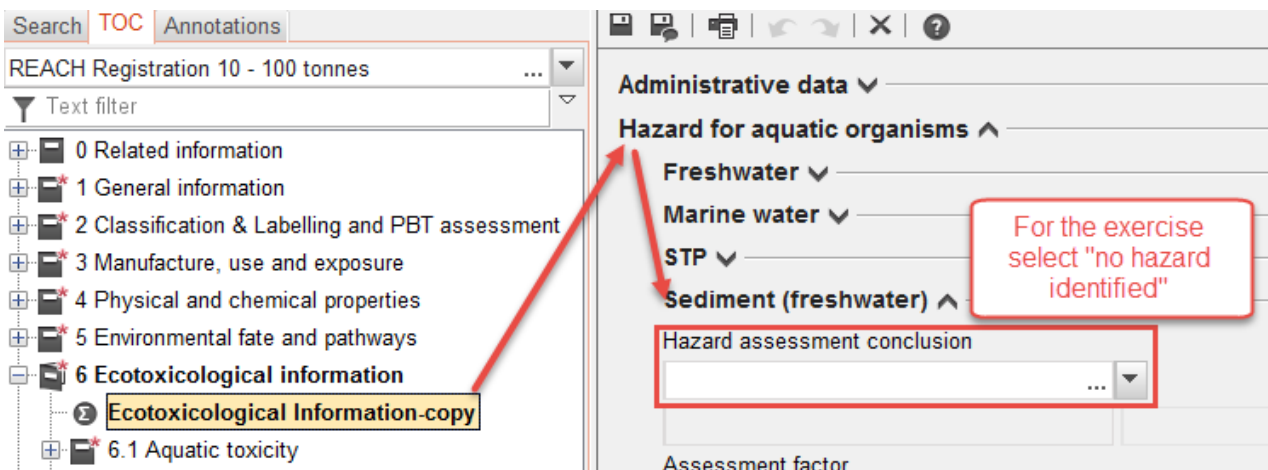 Search TOC Annotations
REACH Registration 10 - 100 tonnes ...
Text filter
0 Related information
1 General information
2 Classification & Labelling and PBT assessment
3 Manufacture, use and exposure
4 Physical and chemical properties
5 Environmental fate and pathways
6 Ecotoxicological information
Σ Ecotoxicological Information-copy
6.1 Aquatic toxicity
Administrative data
Hazard for aquatic organisms
Freshwater
Marine water
STP
Sediment (freshwater)
Hazard assessment conclusion
...
Assessment factor
For the exercise
select "no hazard
identified"